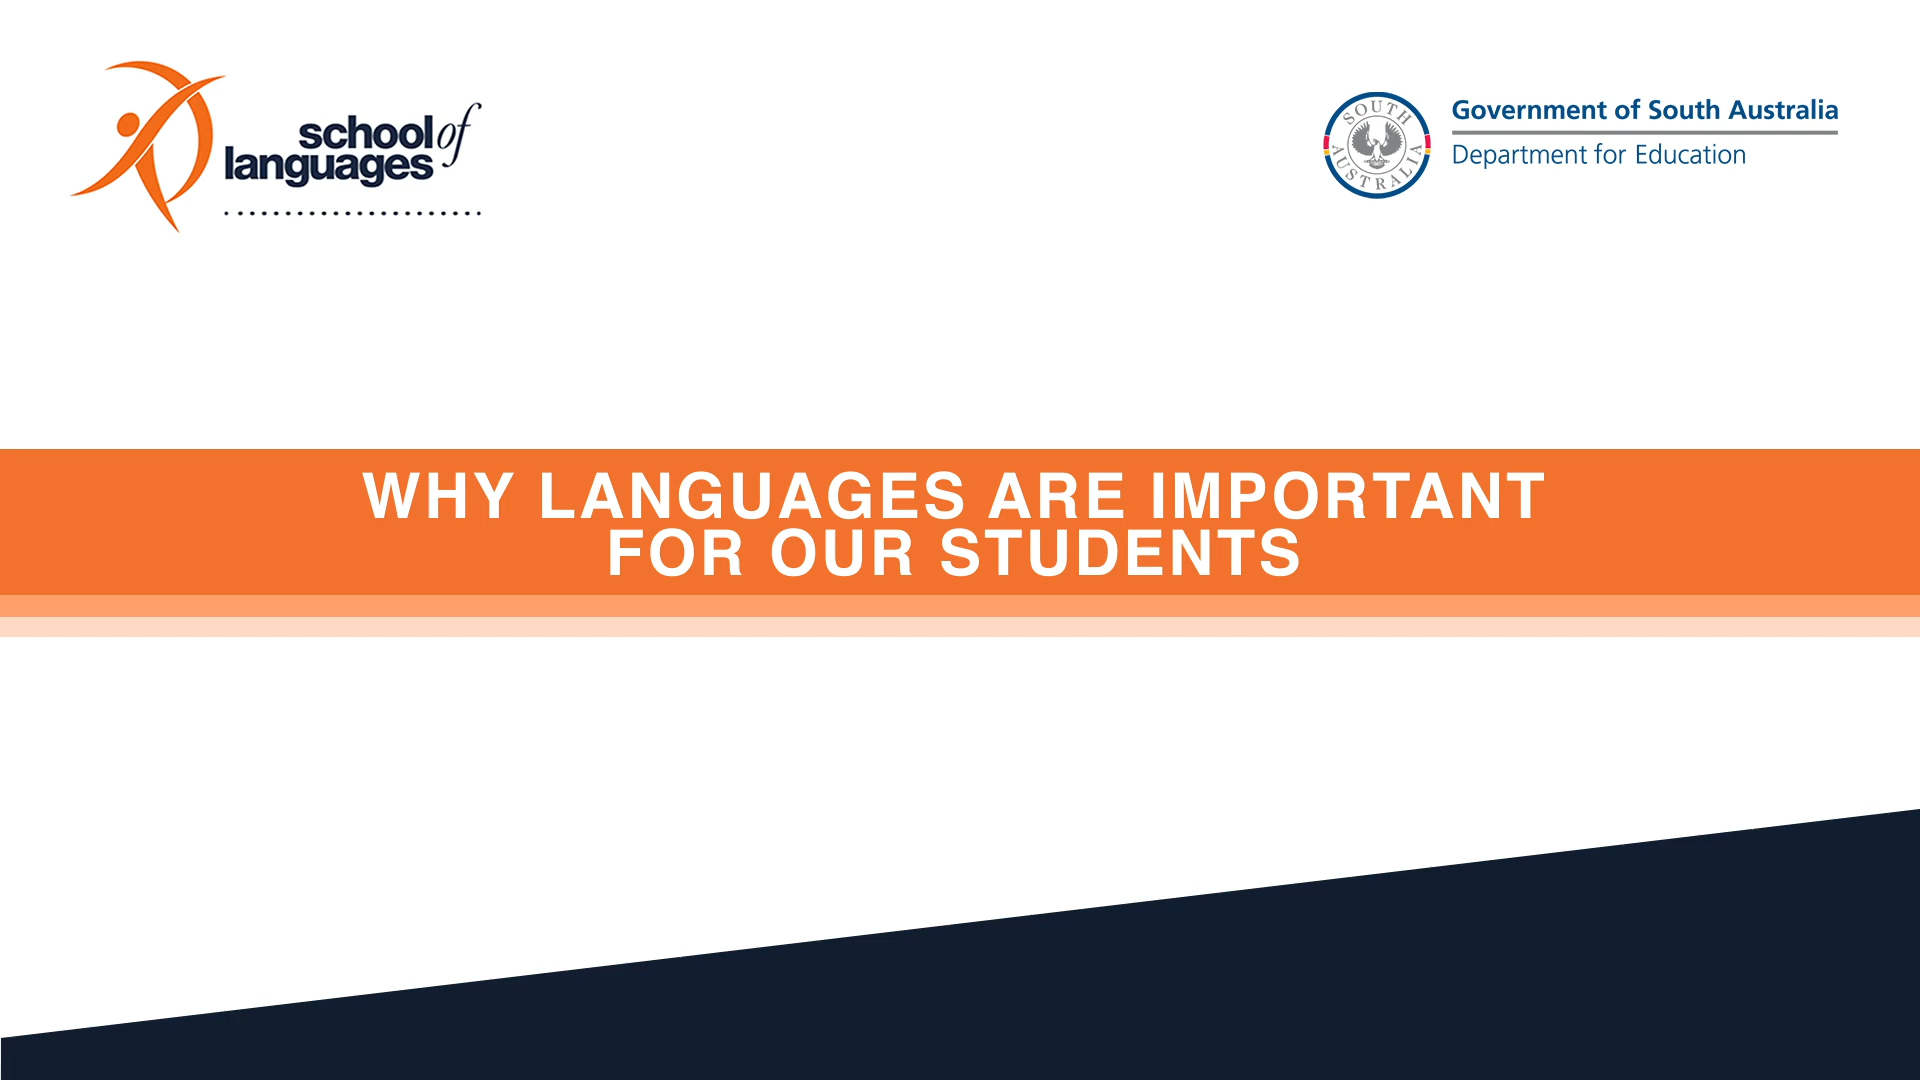 school of
languages
SOUTH AUSTRALIA
Government of South Australia
Department for Education
WHY LANGUAGES ARE IMPORTANT
FOR OUR STUDENTS